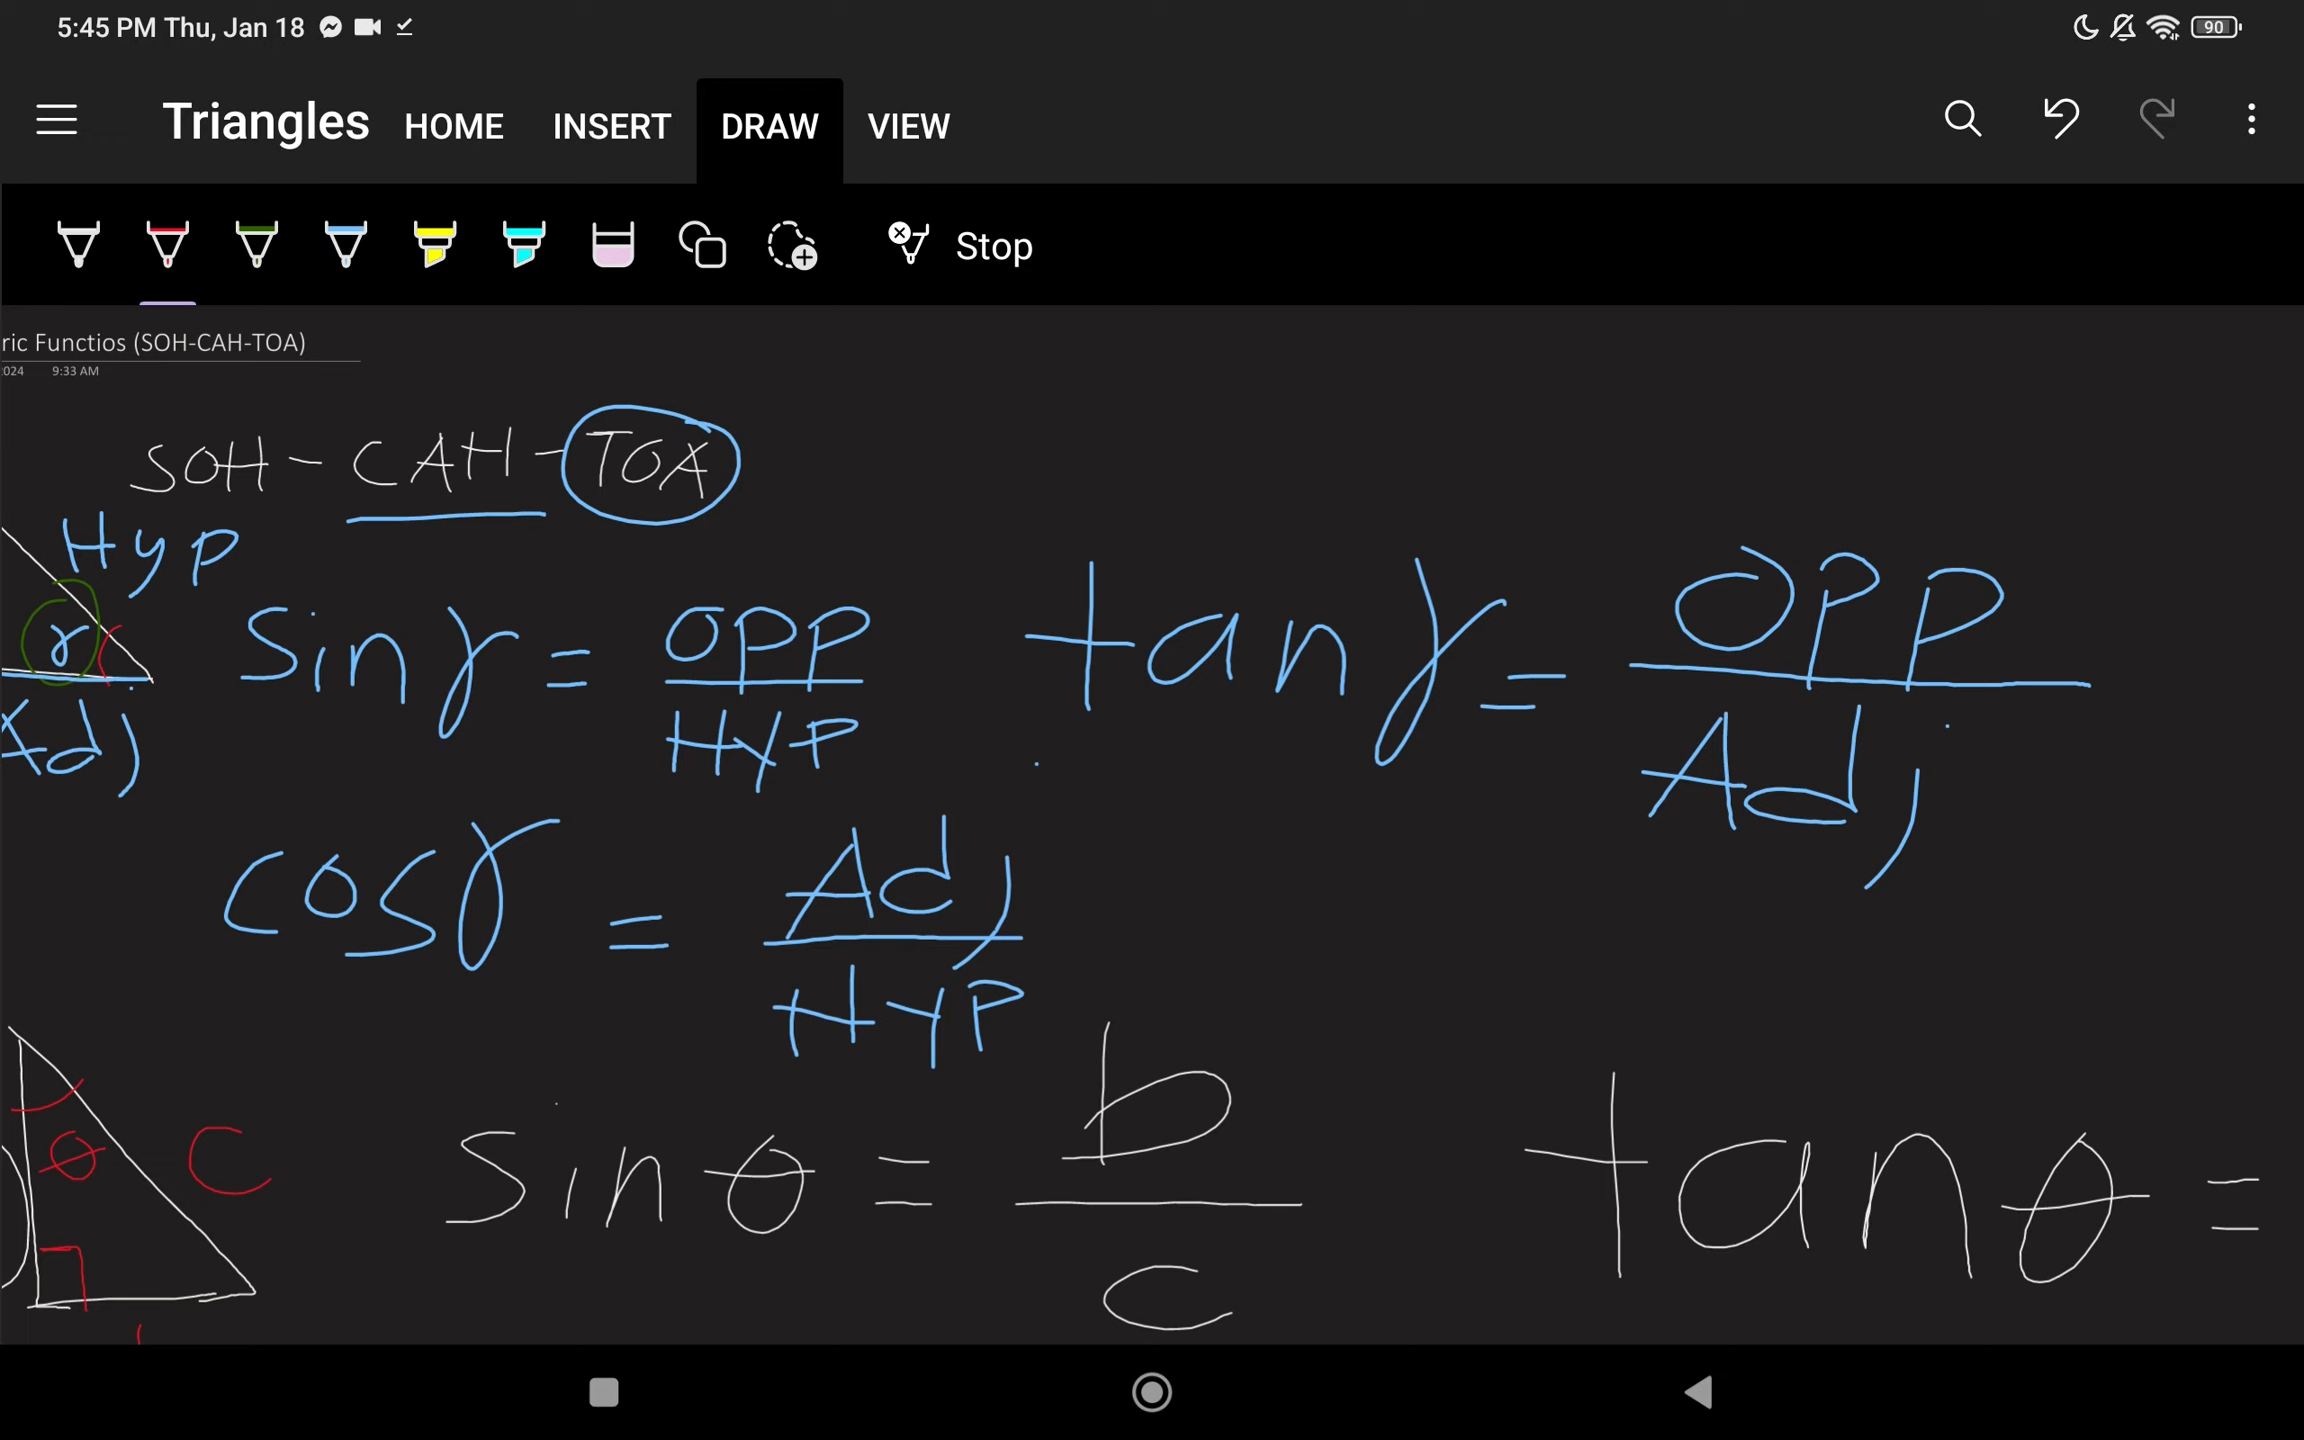 5:45 PM Thu, Jan 18
90
Triangles HOME INSERT DRAW VIEW
Stop
ric Functios (SOH-CAH-TOA)
024 9:33 AM
SOH - CAH - TOA
Hyp
γ
Adj
sin γ = OPP / HYP
tan γ = OPP / Adj
cos γ = Adj / HYP
θ C
sin θ = b / c
tan θ =